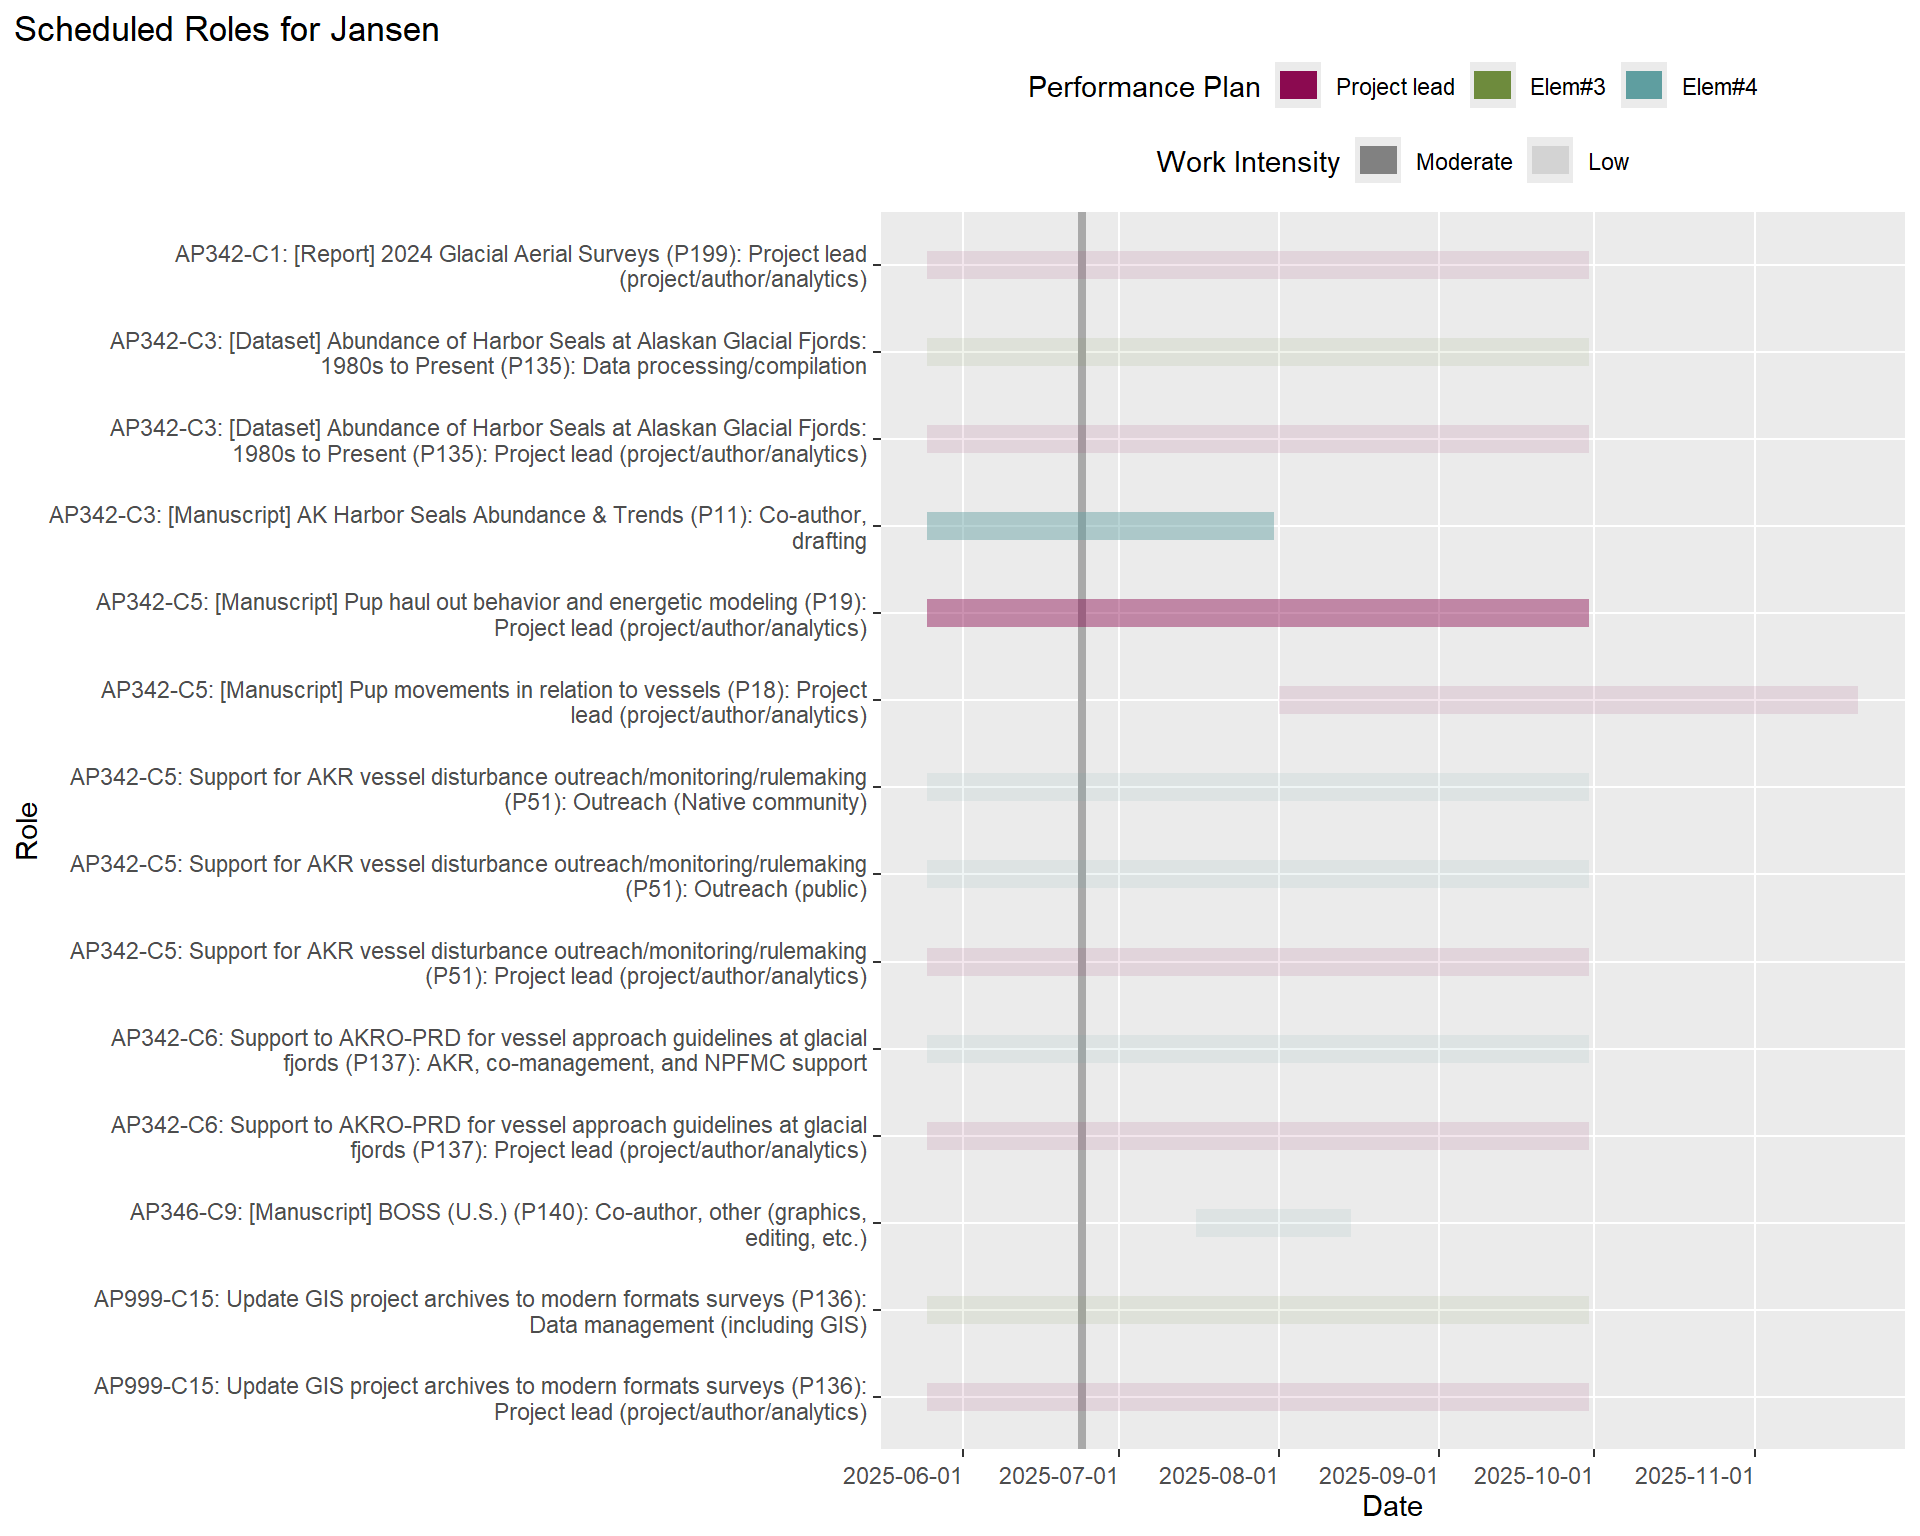 Scheduled Roles for Jansen
Performance Plan Project lead Elem#3 Elem#4
Work Intensity Moderate Low
AP342-C1: [Report] 2024 Glacial Aerial Surveys (P199): Project lead
(project/author/analytics)
AP342-C3: [Dataset] Abundance of Harbor Seals at Alaskan Glacial Fjords:
1980s to Present (P135): Data processing/compilation
AP342-C3: [Dataset] Abundance of Harbor Seals at Alaskan Glacial Fjords:
1980s to Present (P135): Project lead (project/author/analytics)
AP342-C3: [Manuscript] AK Harbor Seals Abundance & Trends (P11): Co-author,
drafting
AP342-C5: [Manuscript] Pup haul out behavior and energetic modeling (P19):
Project lead (project/author/analytics)
AP342-C5: [Manuscript] Pup movements in relation to vessels (P18): Project
lead (project/author/analytics)
AP342-C5: Support for AKR vessel disturbance outreach/monitoring/rulemaking
(P51): Outreach (Native community)
AP342-C5: Support for AKR vessel disturbance outreach/monitoring/rulemaking
(P51): Outreach (public)
AP342-C5: Support for AKR vessel disturbance outreach/monitoring/rulemaking
(P51): Project lead (project/author/analytics)
AP342-C6: Support to AKRO-PRD for vessel approach guidelines at glacial
fjords (P137): AKR, co-management, and NPFMC support
AP342-C6: Support to AKRO-PRD for vessel approach guidelines at glacial
fjords (P137): Project lead (project/author/analytics)
AP346-C9: [Manuscript] BOSS (U.S.) (P140): Co-author, other (graphics,
editing, etc.)
AP999-C15: Update GIS project archives to modern formats surveys (P136):
Data management (including GIS)
AP999-C15: Update GIS project archives to modern formats surveys (P136):
Project lead (project/author/analytics)
Role
2025-06-01 2025-07-01 2025-08-01 2025-09-01 2025-10-01 2025-11-01
Date